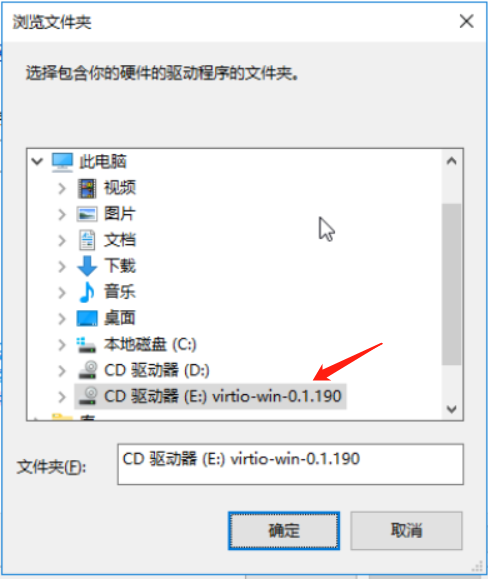 浏览文件夹
选择包含你的硬件的驱动程序的文件夹。
此电脑
视频
图片
文档
下载
音乐
桌面
本地磁盘 (C:)
CD 驱动器 (D:)
CD 驱动器 (E:) virtio-win-0.1.190
文件夹(F): CD 驱动器 (E:) virtio-win-0.1.190
确定 取消